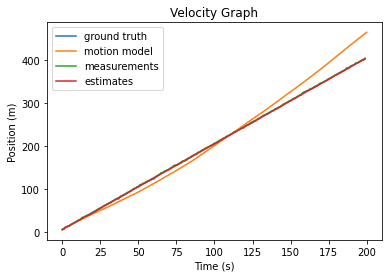 Velocity Graph
ground truth
motion model
measurements
estimates
400
300
200
100
0
Position (m)
0 25 50 75 100 125 150 175 200
Time (s)